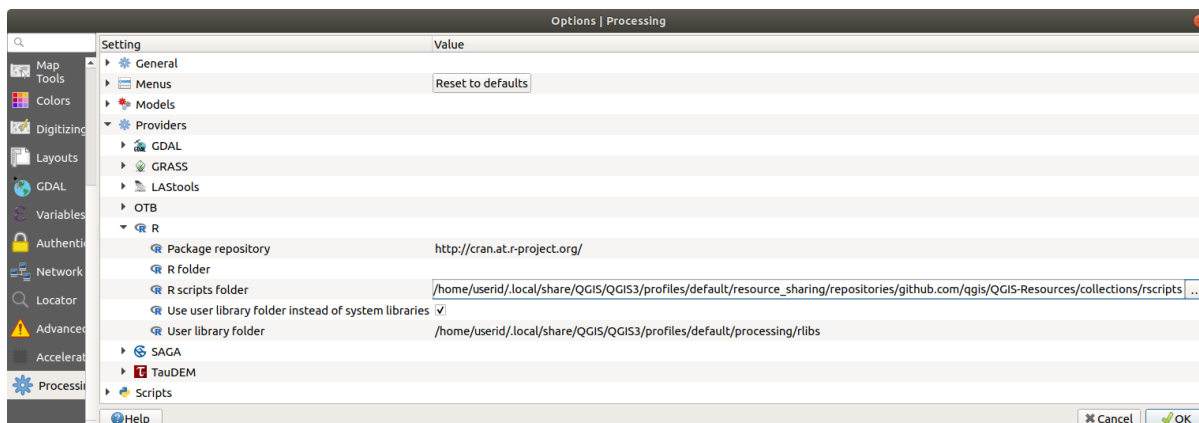 Options | Processing
Setting Value
Map Tools
Colors
Digitizing
Layouts
GDAL
Variables
Authenti
Network
Locator
Advanced
Accelerat
Processi
General
Menus Reset to defaults
Models
Providers
GDAL
GRASS
LAStools
OTB
R
Package repository http://cran.at.r-project.org/
R folder
R scripts folder /home/userid/.local/share/QGIS/QGIS3/profiles/default/resource_sharing/repositories/github.com/qgis/QGIS-Resources/collections/rscripts ...
Use user library folder instead of system libraries
User library folder /home/userid/.local/share/QGIS/QGIS3/profiles/default/processing/rlibs
SAGA
TauDEM
Scripts
Help Cancel OK